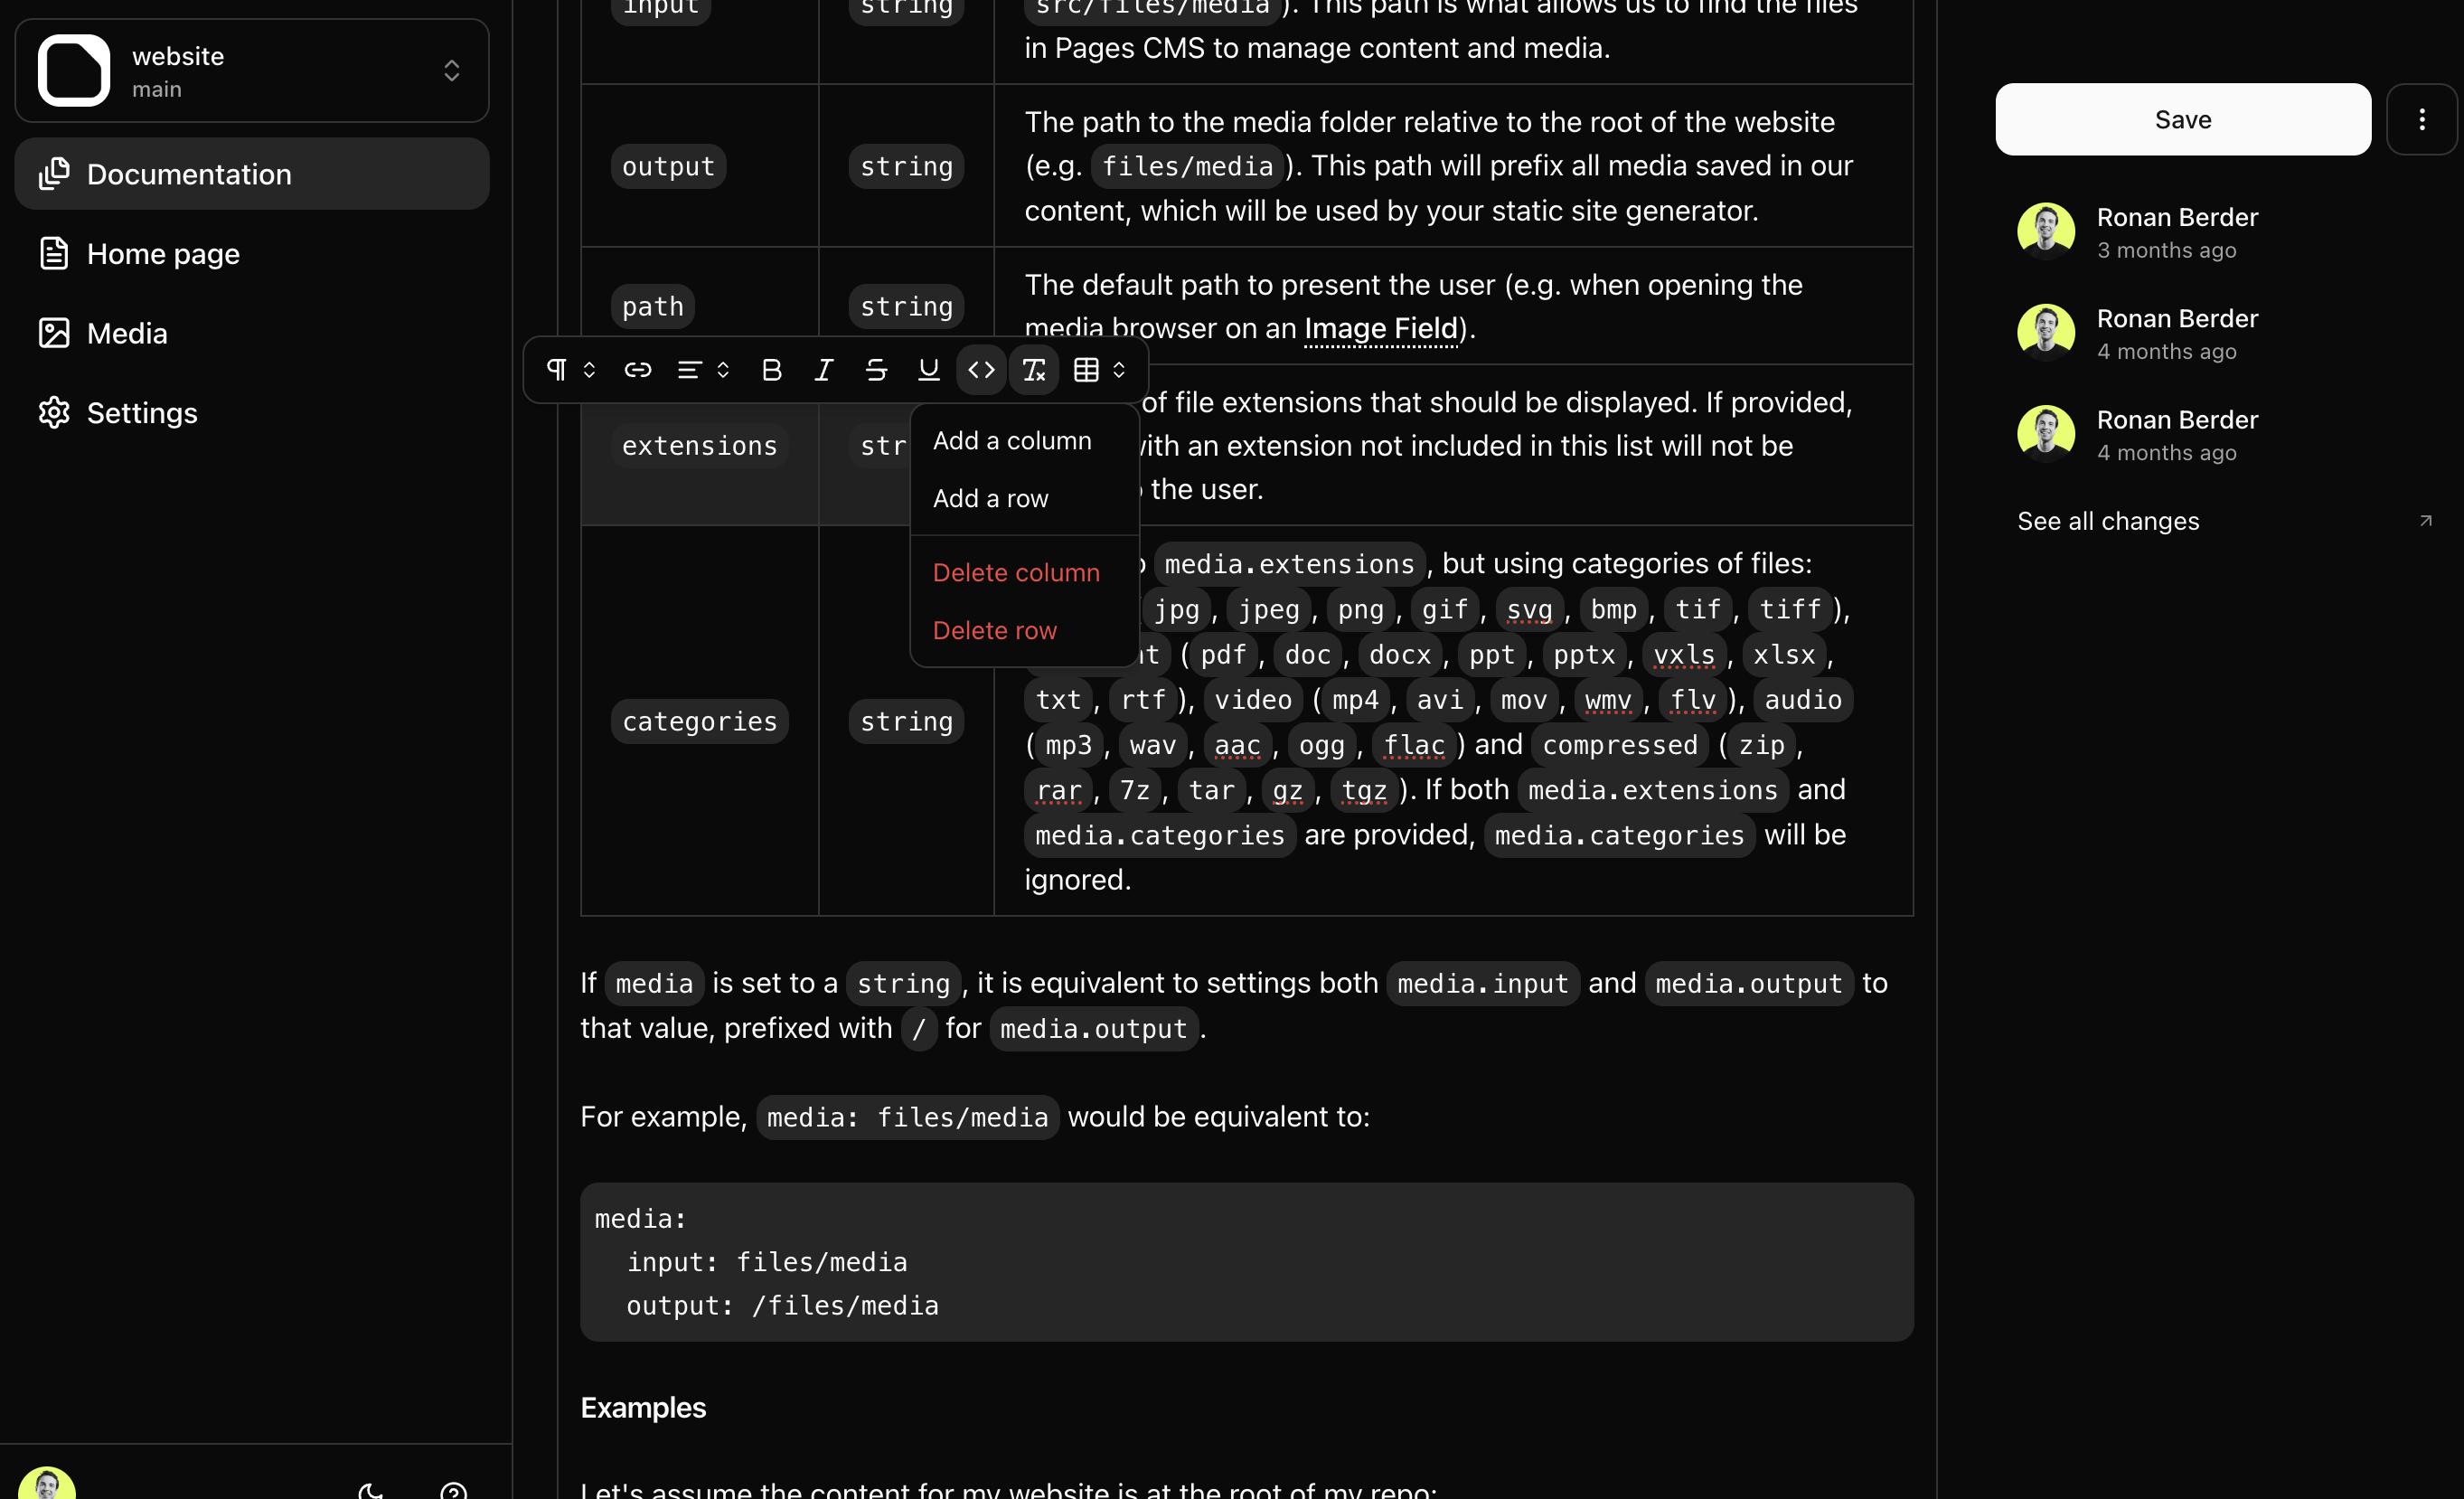 website
main
Documentation
Home page
Media
Settings
input
string
src/files/media ). This path is what allows us to find the files
in Pages CMS to manage content and media.
output
string
The path to the media folder relative to the root of the website
(e.g. files/media ). This path will prefix all media saved in our
content, which will be used by your static site generator.
path
string
The default path to present the user (e.g. when opening the
media browser on an Image Field).
extensions
str
of file extensions that should be displayed. If provided,
with an extension not included in this list will not be
the user.
Add a column
Add a row
Delete column
Delete row
categories
string
media.extensions , but using categories of files:
( jpg , jpeg , png , gif , svg , bmp , tif , tiff ),
nt ( pdf , doc , docx , ppt , pptx , vxls , xlsx ,
txt , rtf ), video ( mp4 , avi , mov , wmv , flv ), audio
( mp3 , wav , aac , ogg , flac ) and compressed ( zip ,
rar , 7z , tar , gz , tgz ). If both media.extensions and
media.categories are provided, media.categories will be
ignored.
If media is set to a string , it is equivalent to settings both media.input and media.output to
that value, prefixed with / for media.output .
For example, media: files/media would be equivalent to:
media:
input: files/media
output: /files/media
Examples
Let's assume the content for my website is at the root of my repo:
Save
Ronan Berder
3 months ago
Ronan Berder
4 months ago
Ronan Berder
4 months ago
See all changes